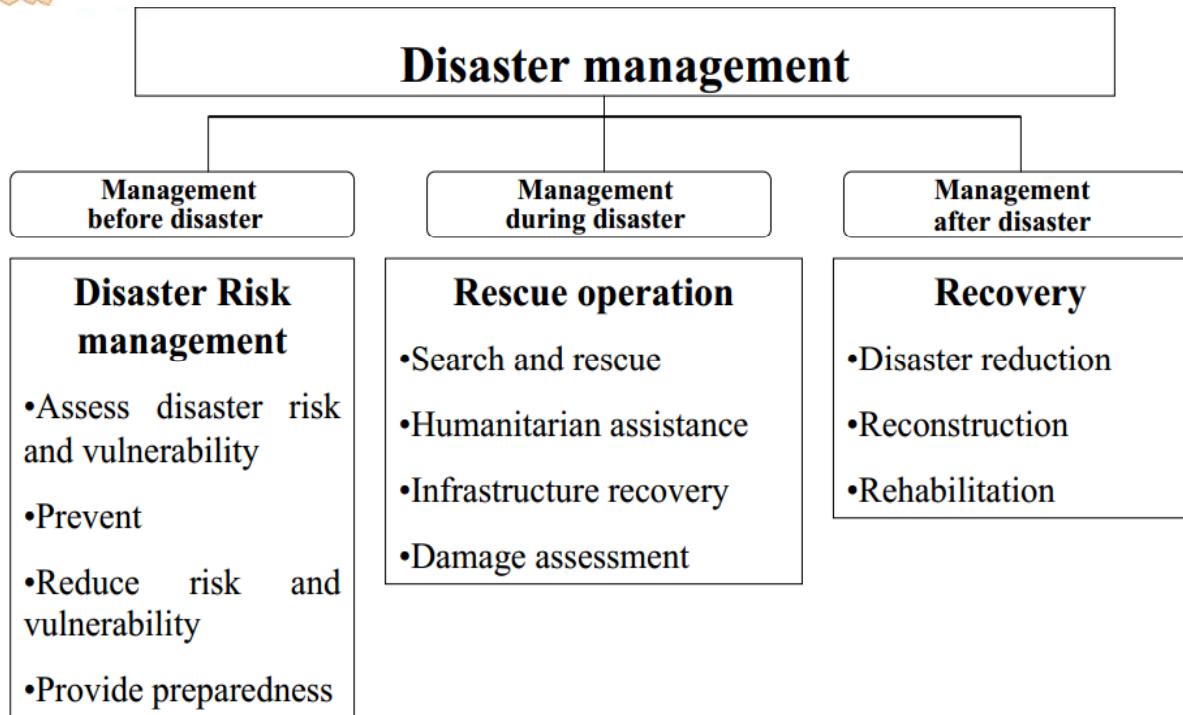 Disaster management
Management
before disaster
Management
during disaster
Management
after disaster
Disaster Risk
management
•Assess disaster risk
and vulnerability
•Prevent
•Reduce risk and
vulnerability
•Provide preparedness
Rescue operation
•Search and rescue
•Humanitarian assistance
•Infrastructure recovery
•Damage assessment
Recovery
•Disaster reduction
•Reconstruction
•Rehabilitation